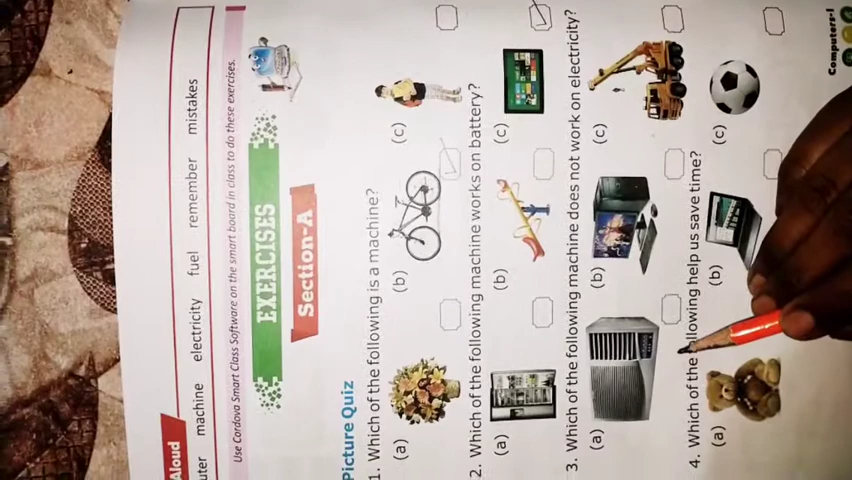 Aloud
uter machine electricity fuel remember mistakes
Use Cordova Smart Class Software on the smart board in class to do these exercises.
EXERCISES
Section-A
Picture Quiz
1. Which of the following is a machine?
(a) (b) (c)
2. Which of the following machine works on battery?
(a) (b) (c)
3. Which of the following machine does not work on electricity?
(a) (b) (c)
4. Which of the following help us save time?
(a) (b) (c)
Computers-1